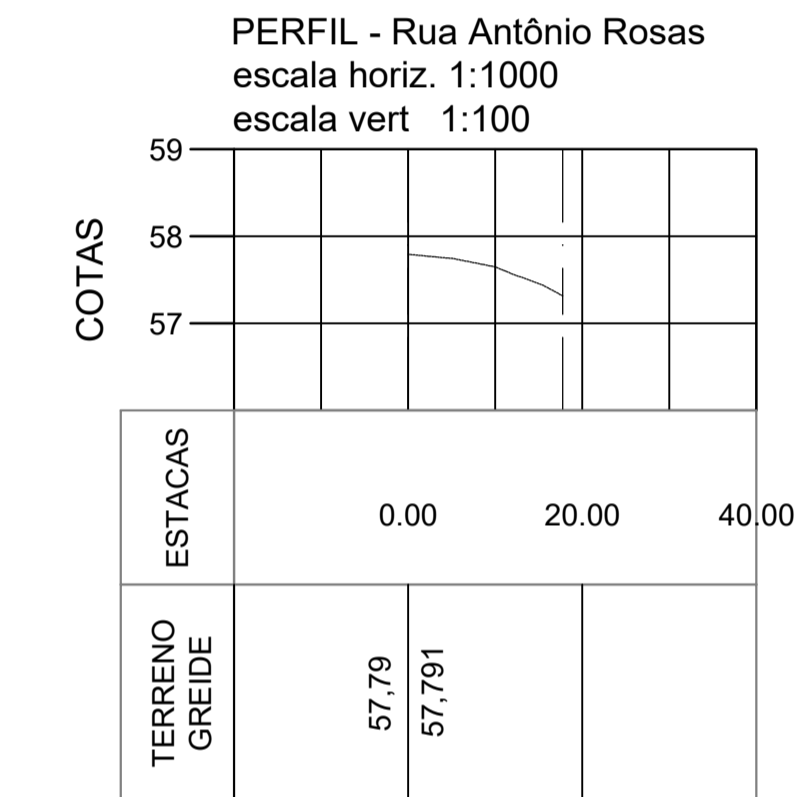 PERFIL - Rua Antônio Rosas
escala horiz. 1:1000
escala vert 1:100
COTAS
59
58
57
ESTACAS
0.00 20.00 40.00
TERRENO
GREIDE
57,79
57,791